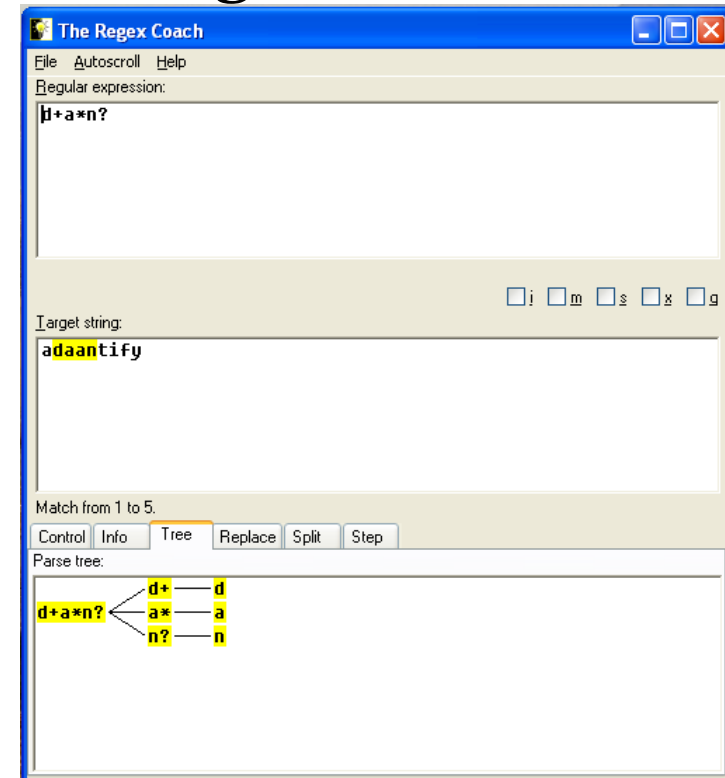 The Regex Coach
File Autoscroll Help
Regular expression:
d+a*n?
i m s x g
Target string:
adaantify
Match from 1 to 5.
Control Info Tree Replace Split Step
Parse tree:
d+ d
d+a*n? a* a
n? n